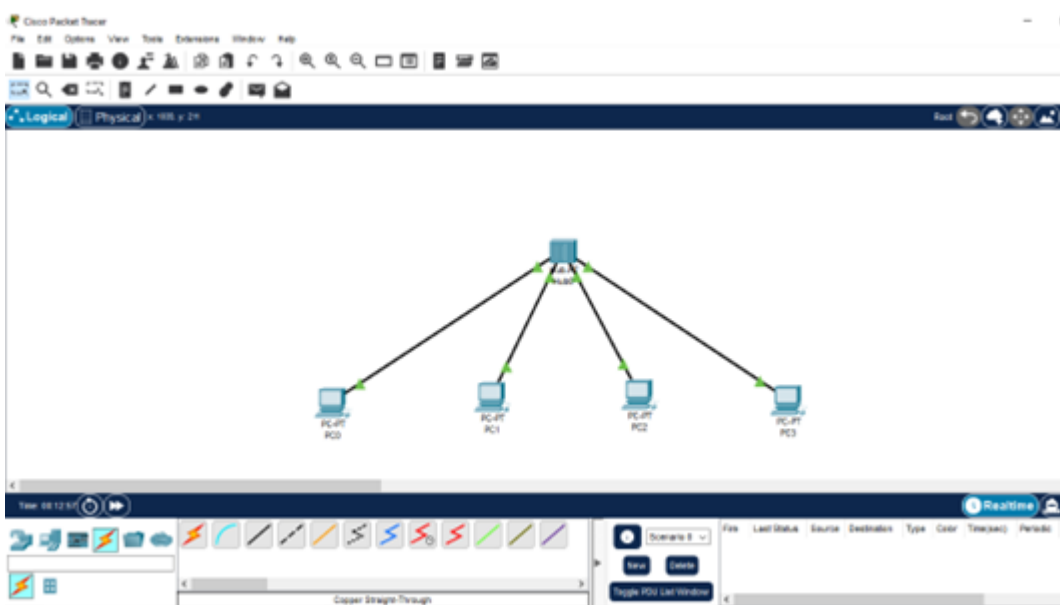 Cisco Packet Tracer
File Edit Options View Tools Extensions Window Help
Logical Physical Root
PC-PT
PC0
PC-PT
PC1
PC-PT
PC2
PC-PT
PC3
Realtime
Scenario 0
Fire Last Status Source Destination Type Color Time(sec) Periodic
New Delete
Toggle PDU List Window
Copper Straight-Through